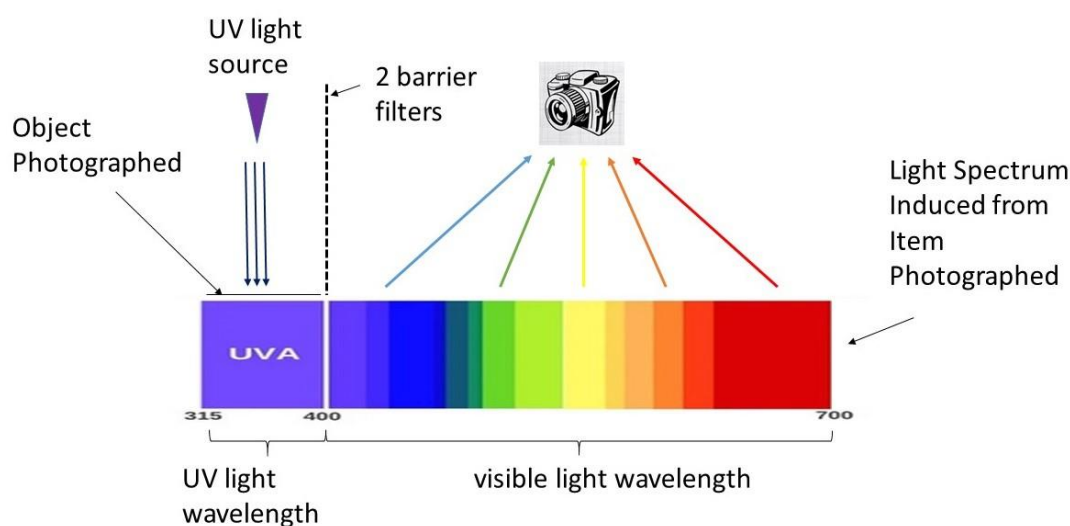 UV light
source
2 barrier
filters
Object
Photographed
Light Spectrum
Induced from
Item
Photographed
UVA
315
400
700
UV light
wavelength
visible light wavelength